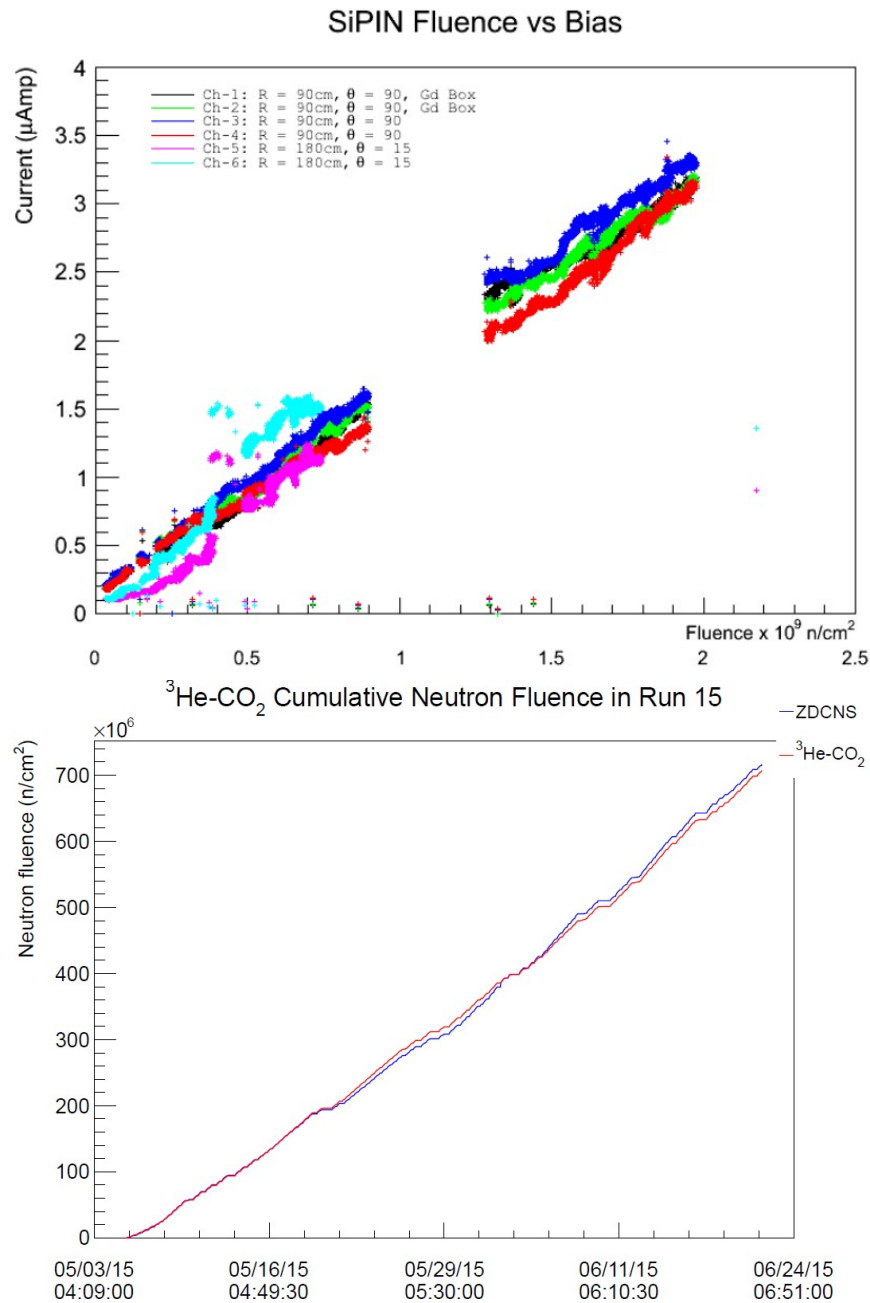 SiPIN Fluence vs Bias
Current (μAmp)
4
3.5
3
2.5
2
1.5
1
0.5
0
Ch-1: R = 90cm, θ = 90, Gd Box
Ch-2: R = 90cm, θ = 90, Gd Box
Ch-3: R = 90cm, θ = 90
Ch-4: R = 90cm, θ = 90
Ch-5: R = 180cm, θ = 15
Ch-6: R = 180cm, θ = 15
Fluence x 10⁹ n/cm²
0 0.5 1 1.5 2 2.5
³He-CO₂ Cumulative Neutron Fluence in Run 15
×10⁶
ZDCNS
³He-CO₂
Neutron fluence (n/cm²)
700
600
500
400
300
200
100
0
05/03/15 05/16/15 05/29/15 06/11/15 06/24/15
04:09:00 04:49:30 05:30:00 06:10:30 06:51:00